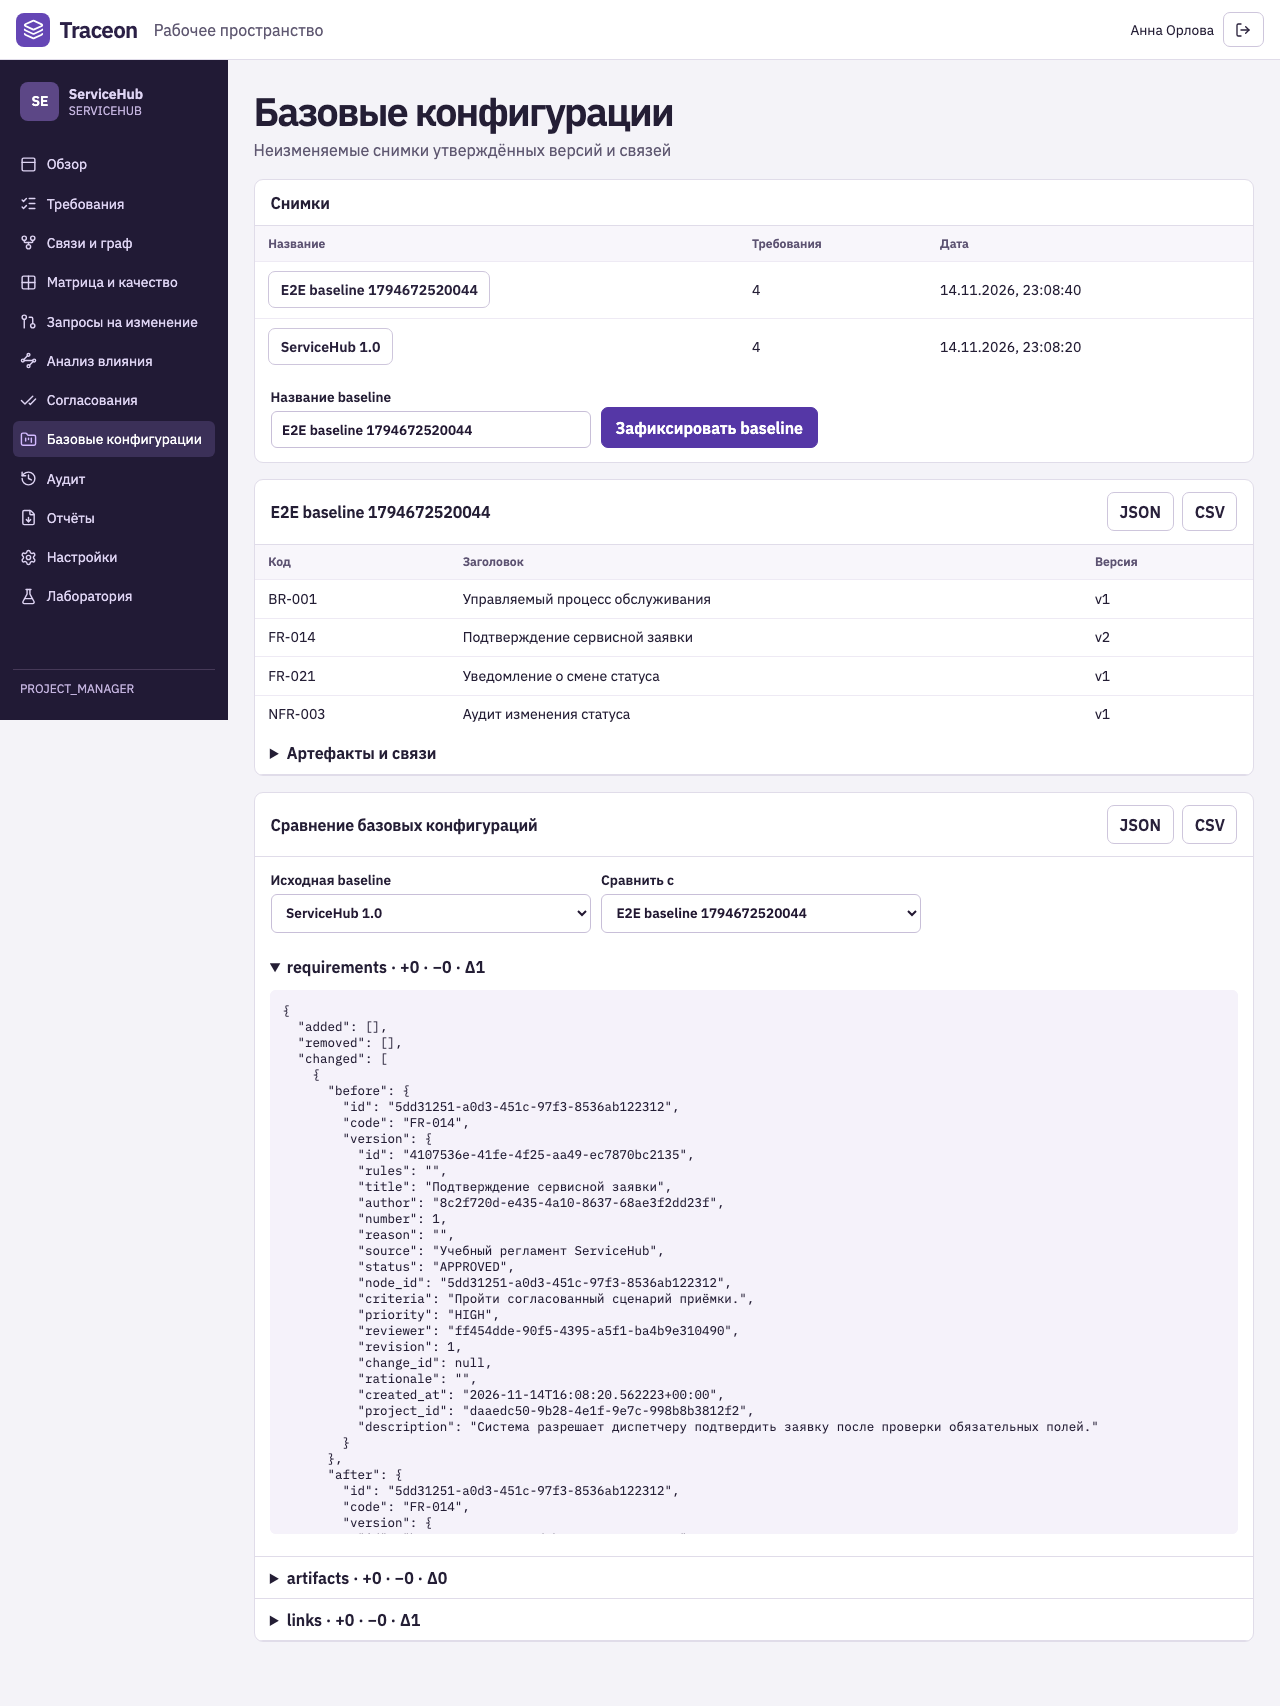 Traceon
Рабочее пространство
Анна Орлова
SE
ServiceHub
SERVICEHUB
Обзор
Требования
Связи и граф
Матрица и качество
Запросы на изменение
Анализ влияния
Согласования
Базовые конфигурации
Аудит
Отчёты
Настройки
Лаборатория
PROJECT_MANAGER
Базовые конфигурации
Неизменяемые снимки утверждённых версий и связей
Снимки
Название Требования Дата
E2E baseline 1794672520044 4 14.11.2026, 23:08:40
ServiceHub 1.0 4 14.11.2026, 23:08:20
Название baseline
E2E baseline 1794672520044 Зафиксировать baseline
E2E baseline 1794672520044 JSON CSV
Код Заголовок Версия
BR-001 Управляемый процесс обслуживания v1
FR-014 Подтверждение сервисной заявки v2
FR-021 Уведомление о смене статуса v1
NFR-003 Аудит изменения статуса v1
▶ Артефакты и связи
Сравнение базовых конфигураций JSON CSV
Исходная baseline Сравнить с
ServiceHub 1.0 E2E baseline 1794672520044
▼ requirements · +0 · −0 · Δ1
{
"added": [],
"removed": [],
"changed": [
{
"before": {
"id": "5dd31251-a0d3-451c-97f3-8536ab122312",
"code": "FR-014",
"version": {
"id": "4107536e-41fe-4f25-aa49-ec7870bc2135",
"rules": "",
"title": "Подтверждение сервисной заявки",
"author": "8c2f720d-e435-4a10-8637-68ae3f2dd23f",
"number": 1,
"reason": "",
"source": "Учебный регламент ServiceHub",
"status": "APPROVED",
"node_id": "5dd31251-a0d3-451c-97f3-8536ab122312",
"criteria": "Пройти согласованный сценарий приёмки.",
"priority": "HIGH",
"reviewer": "ff454dde-90f5-4395-a5f1-ba4b9e310490",
"revision": 1,
"change_id": null,
"rationale": "",
"created_at": "2026-11-14T16:08:20.562223+00:00",
"project_id": "daaedc50-9b28-4e1f-9e7c-998b8b3812f2",
"description": "Система разрешает диспетчеру подтвердить заявку после проверки обязательных полей."
}
},
"after": {
"id": "5dd31251-a0d3-451c-97f3-8536ab122312",
"code": "FR-014",
"version": {
▶ artifacts · +0 · −0 · Δ0
▶ links · +0 · −0 · Δ1